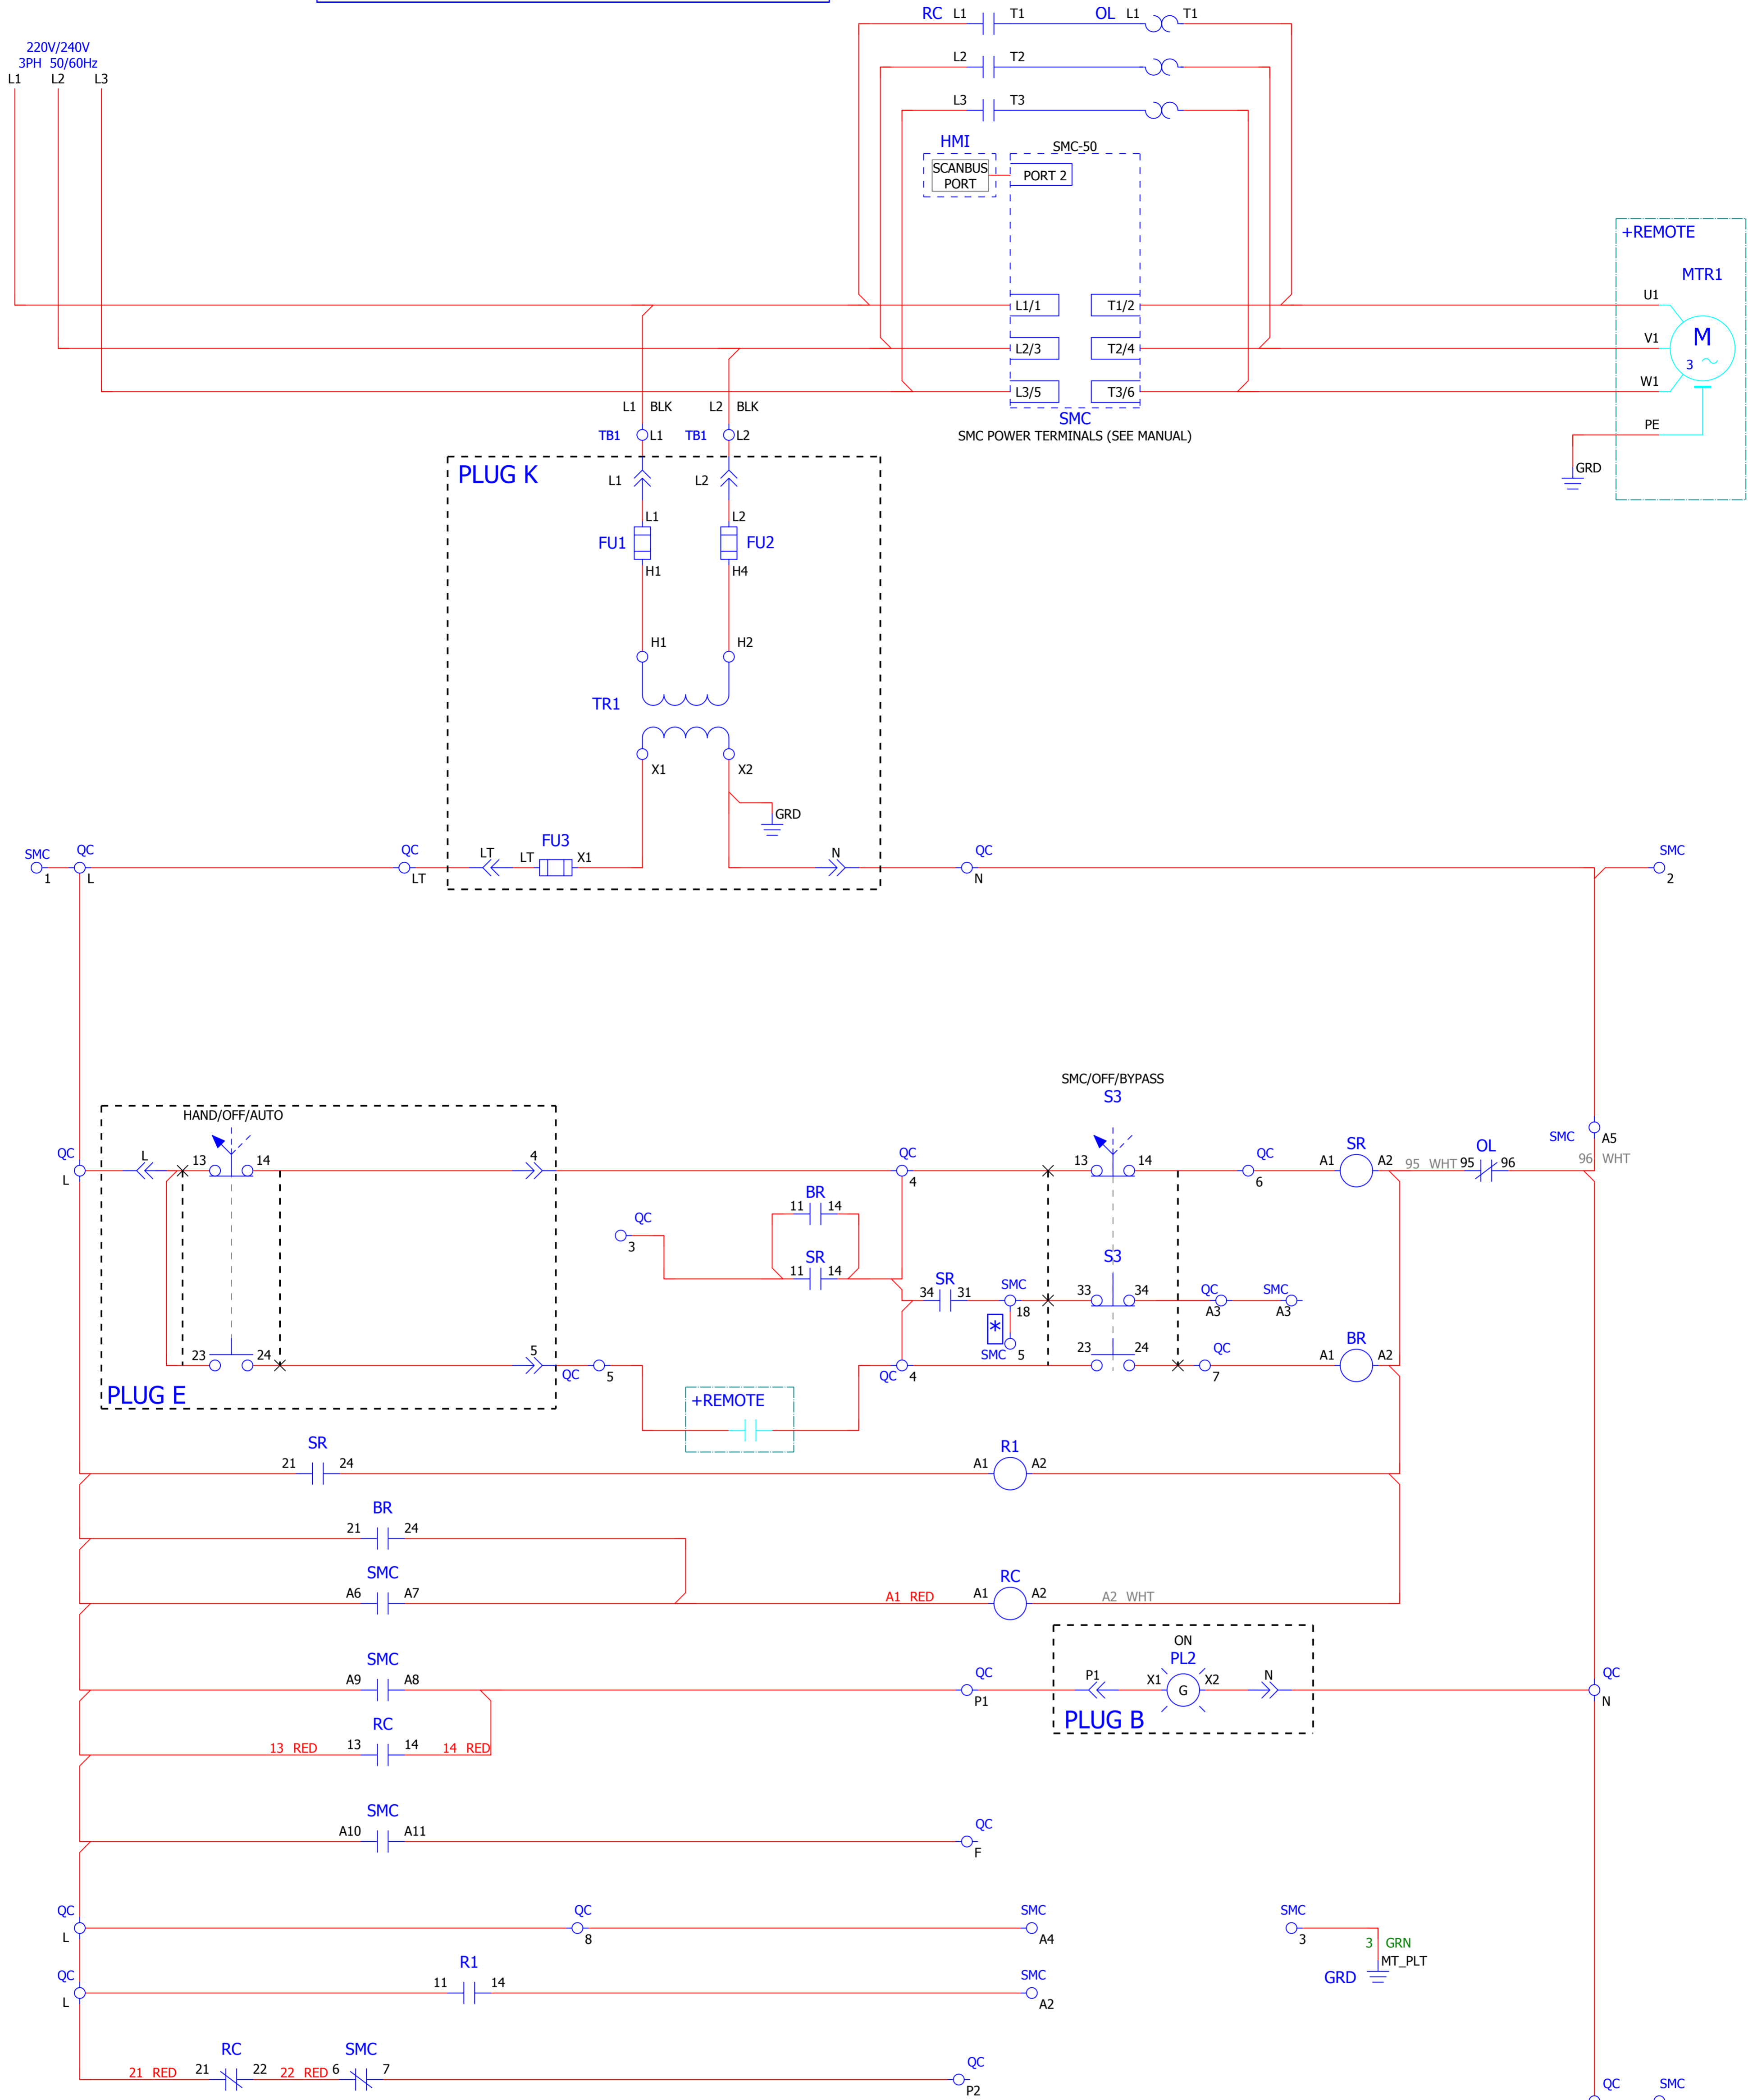 RC L1 T1 OL L1 T1
220V/240V
3PH 50/60Hz
L1 L2 L3
L2 T2
L3 T3
HMI
SMC-50
SCANBUS
PORT
PORT 2
+REMOTE
MTR1
L1/1 T1/2 U1
L2/3 T2/4 V1
M
3
L3/5 T3/6 W1
L1 BLK L2 BLK
SMC
SMC POWER TERMINALS (SEE MANUAL)
PE
GRD
TB1 L1 TB1 L2
PLUG K
L1 L2
L1 L2
FU1 FU2
H1 H4
H1 H2
TR1
X1 X2
GRD
FU3
SMC QC QC LT LT X1 N QC SMC
1 L LT N 2
SMC/OFF/BYPASS
S3
HAND/OFF/AUTO
QC L 13 14 4 QC 13 14 QC SR A1 A2 95 WHT 95 OL 96 SMC A5
96 WHT
L 4 6
BR
11 14
QC
3
SR
11 14
S3
SR
34 31 SMC 33 34 QC SMC
18 A3 A3
*
SMC 5
23 24 5 QC 5 QC 4 23 24 QC 7 BR A1 A2
PLUG E
+REMOTE
SR
21 24
R1
A1 A2
BR
21 24
SMC
A6 A7
A1 RED
RC
A1 A2
A2 WHT
ON
PL2
SMC
A9 A8
QC
P1
P1 X1 G X2 N
QC
N
PLUG B
RC
13 RED 13 14 14 RED
SMC
A10 A11
QC
F
QC QC SMC SMC
L 8 A4 3
3 GRN
MT_PLT
GRD
QC R1 SMC
L 11 14 A2
RC SMC
21 RED 21 22 22 RED 6 7
QC
P2
QC SMC